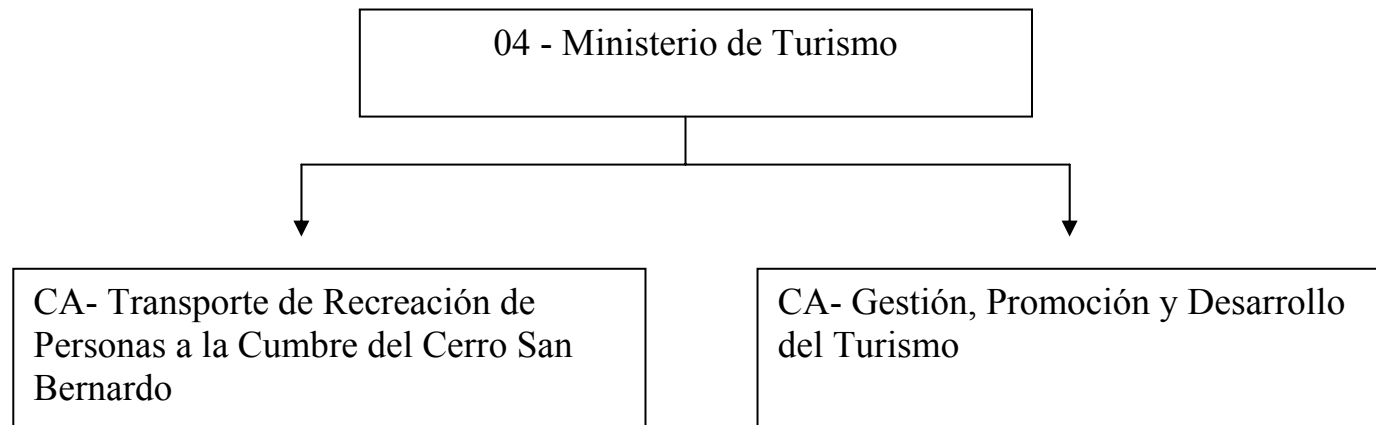 04 - Ministerio de Turismo
CA- Transporte de Recreación de
Personas a la Cumbre del Cerro San
Bernardo
CA- Gestión, Promoción y Desarrollo
del Turismo